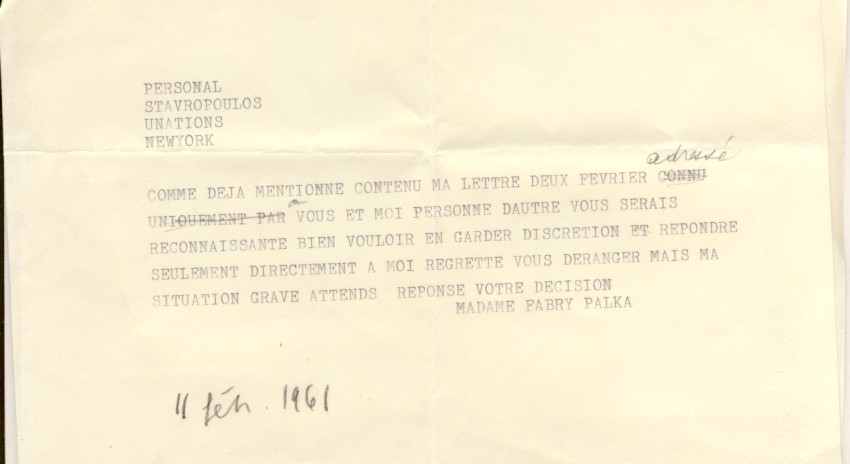 PERSONAL
STAVROPOULOS
UNATIONS
NEWYORK
adressé
COMME DEJA MENTIONNE CONTENU MA LETTRE DEUX FEVRIER CONNU
a
UNIQUEMENT PAR VOUS ET MOI PERSONNE DAUTRE VOUS SERAIS
RECONNAISSANTE BIEN VOULOIR EN GARDER DISCRETION ET REPONDRE
SEULEMENT DIRECTEMENT A MOI REGRETTE VOUS DERANGER MAIS MA
SITUATION GRAVE ATTENDS REPONSE VOTRE DECISION
MADAME FABRY PALKA
11 fév. 1961